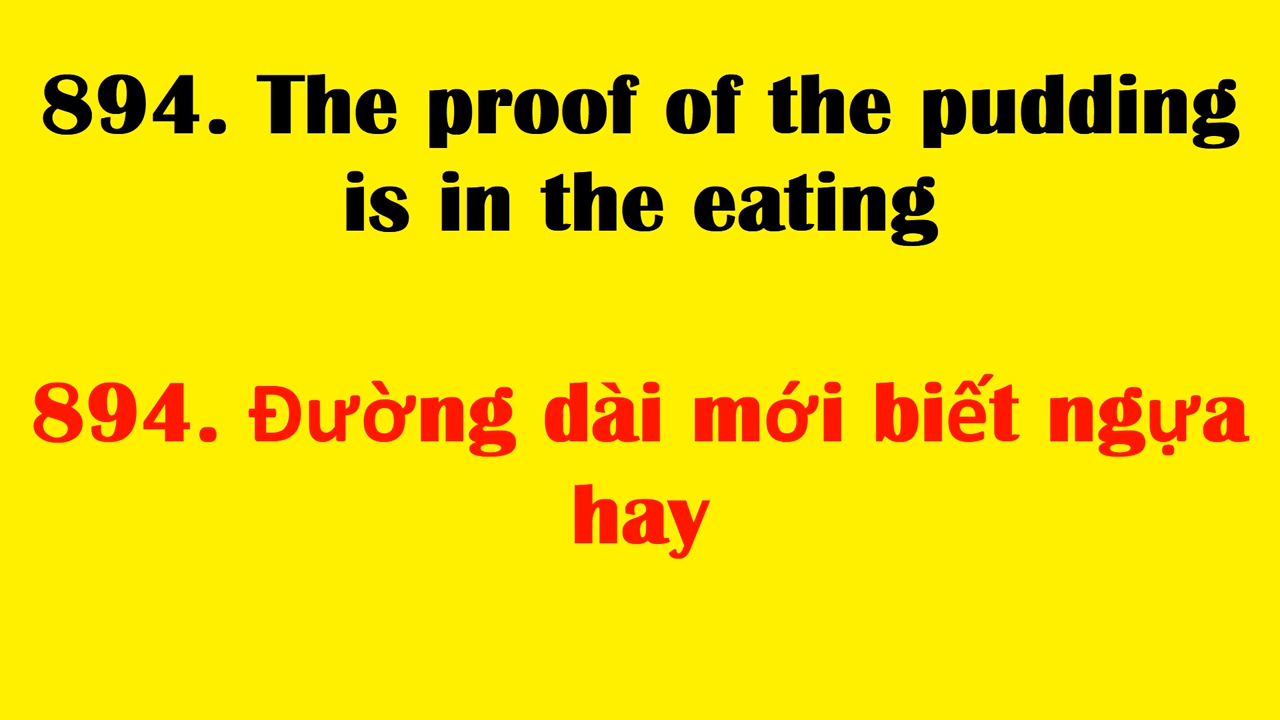 894. The proof of the pudding
is in the eating
894. Đường dài mới biết ngựa
hay